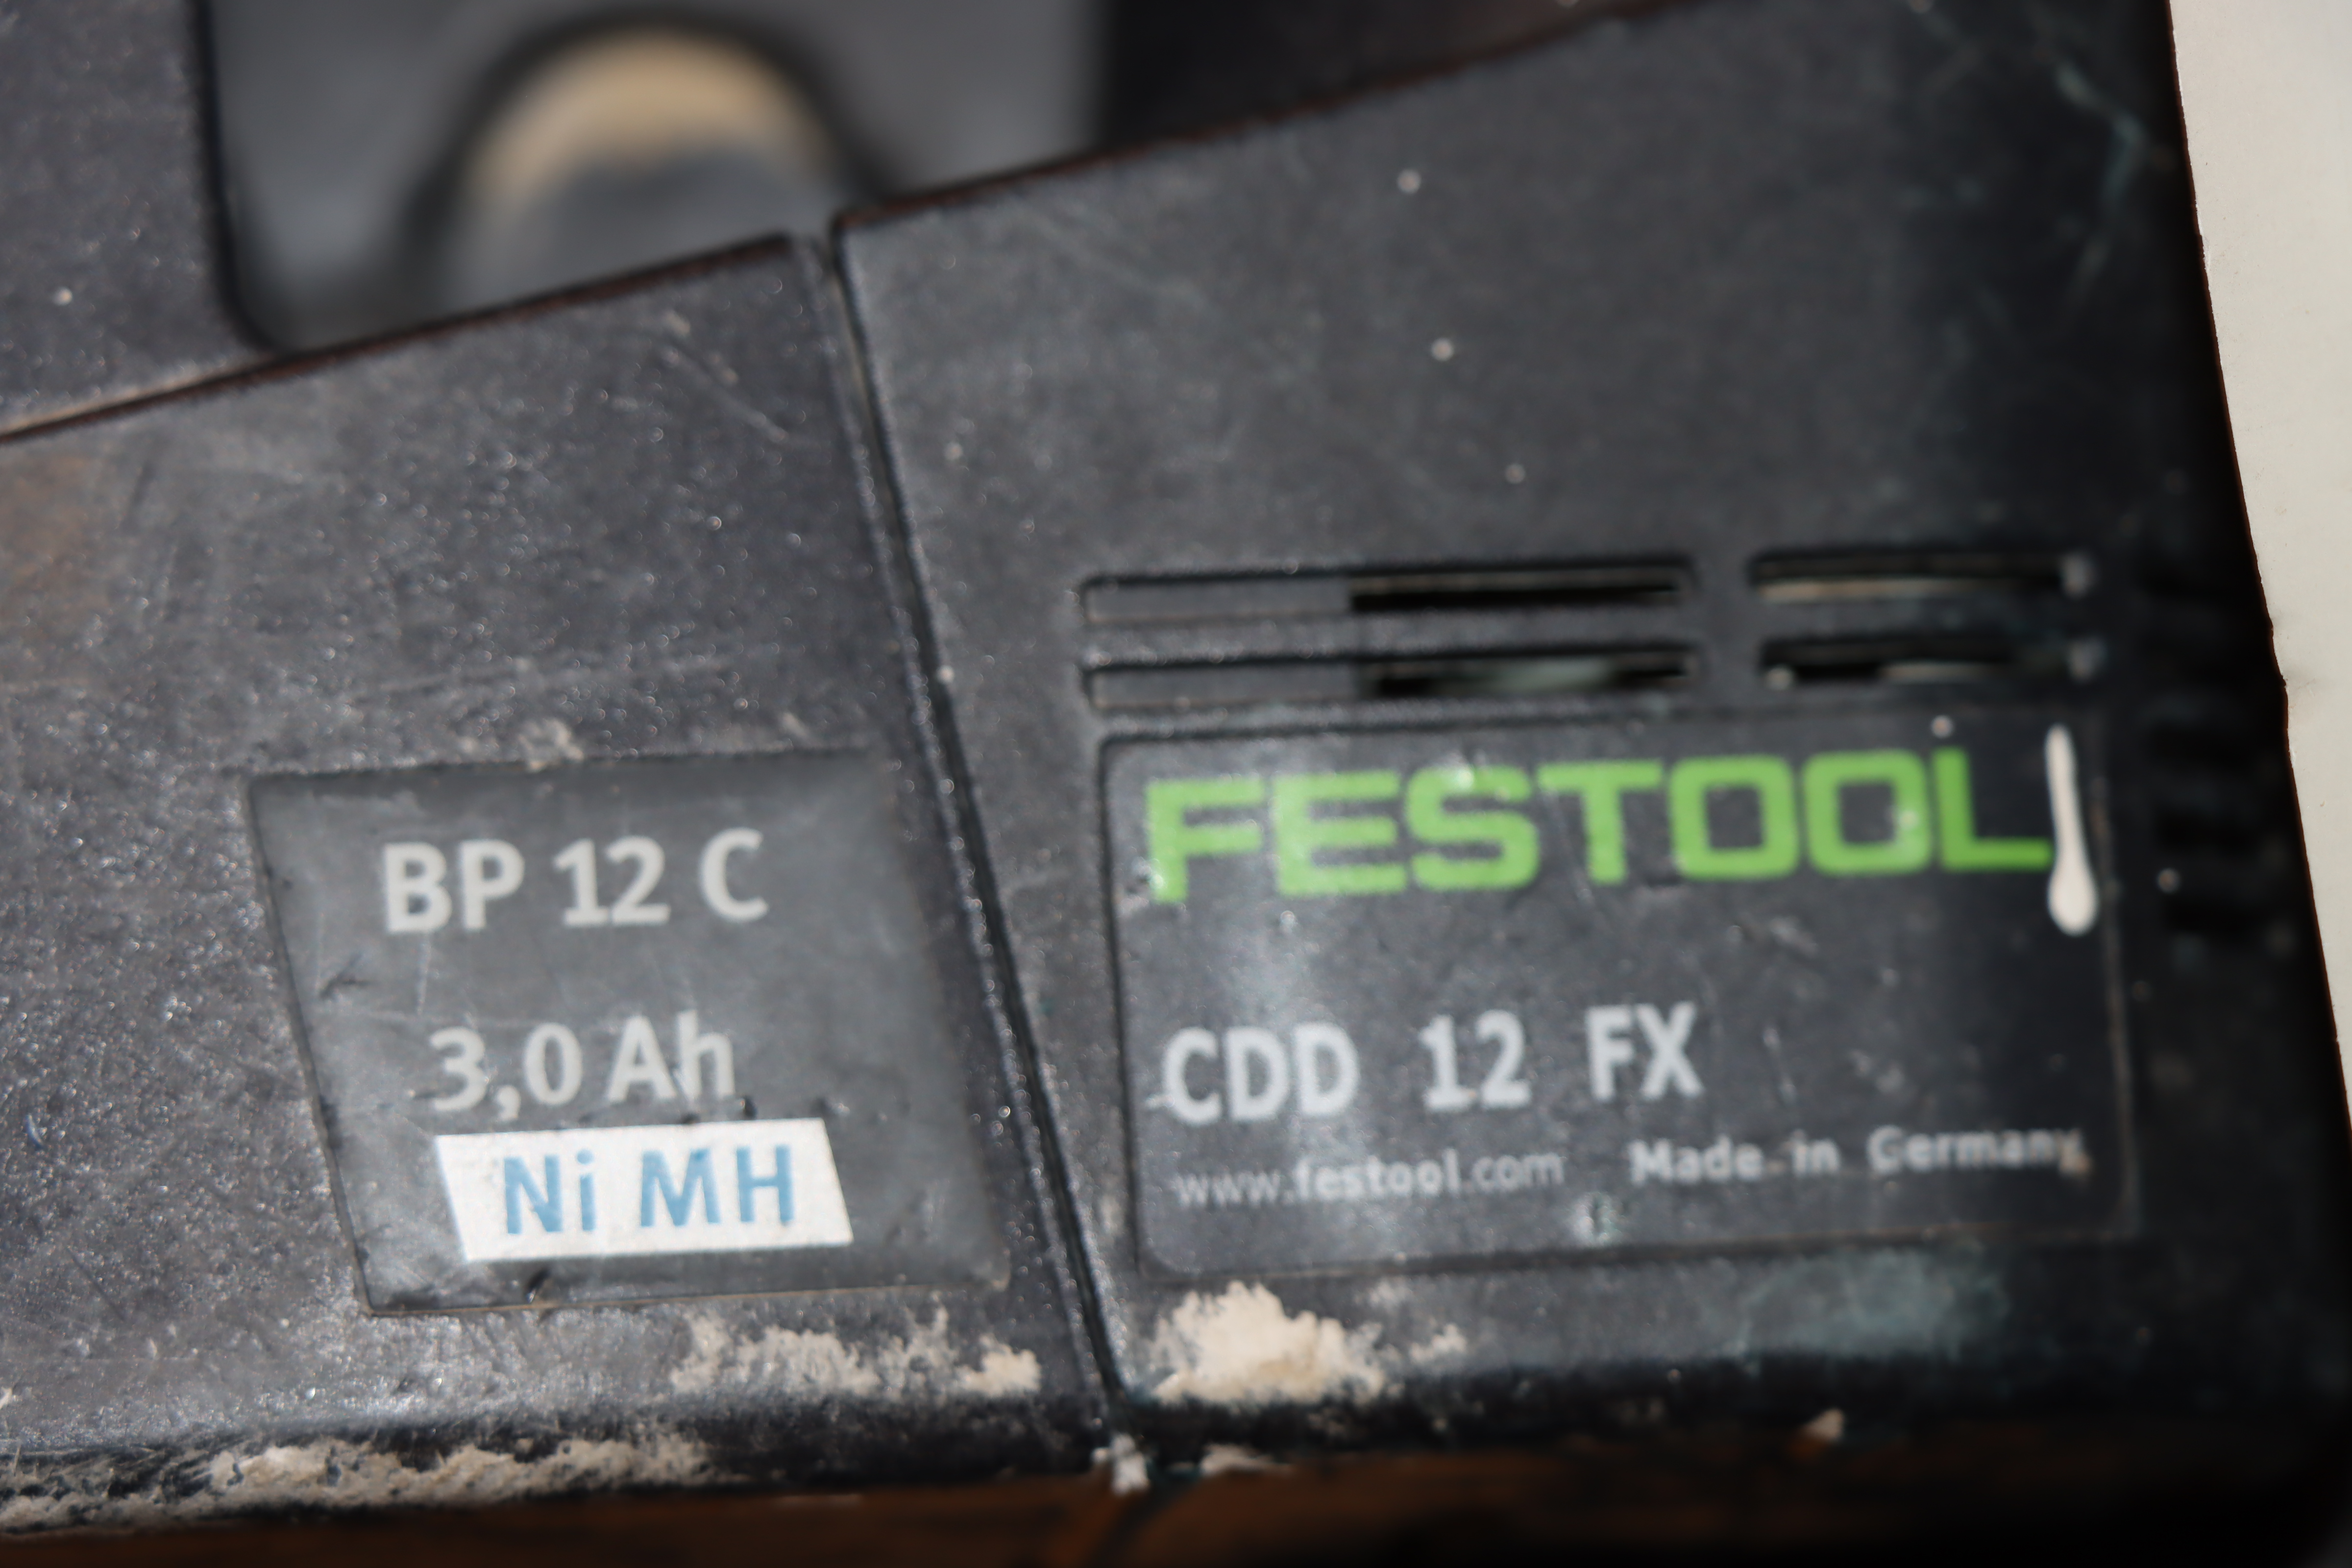 BP 12 C
3,0 Ah
Ni MH
FESTOOL
CDD 12 FX
www.festool.com Made in Germany